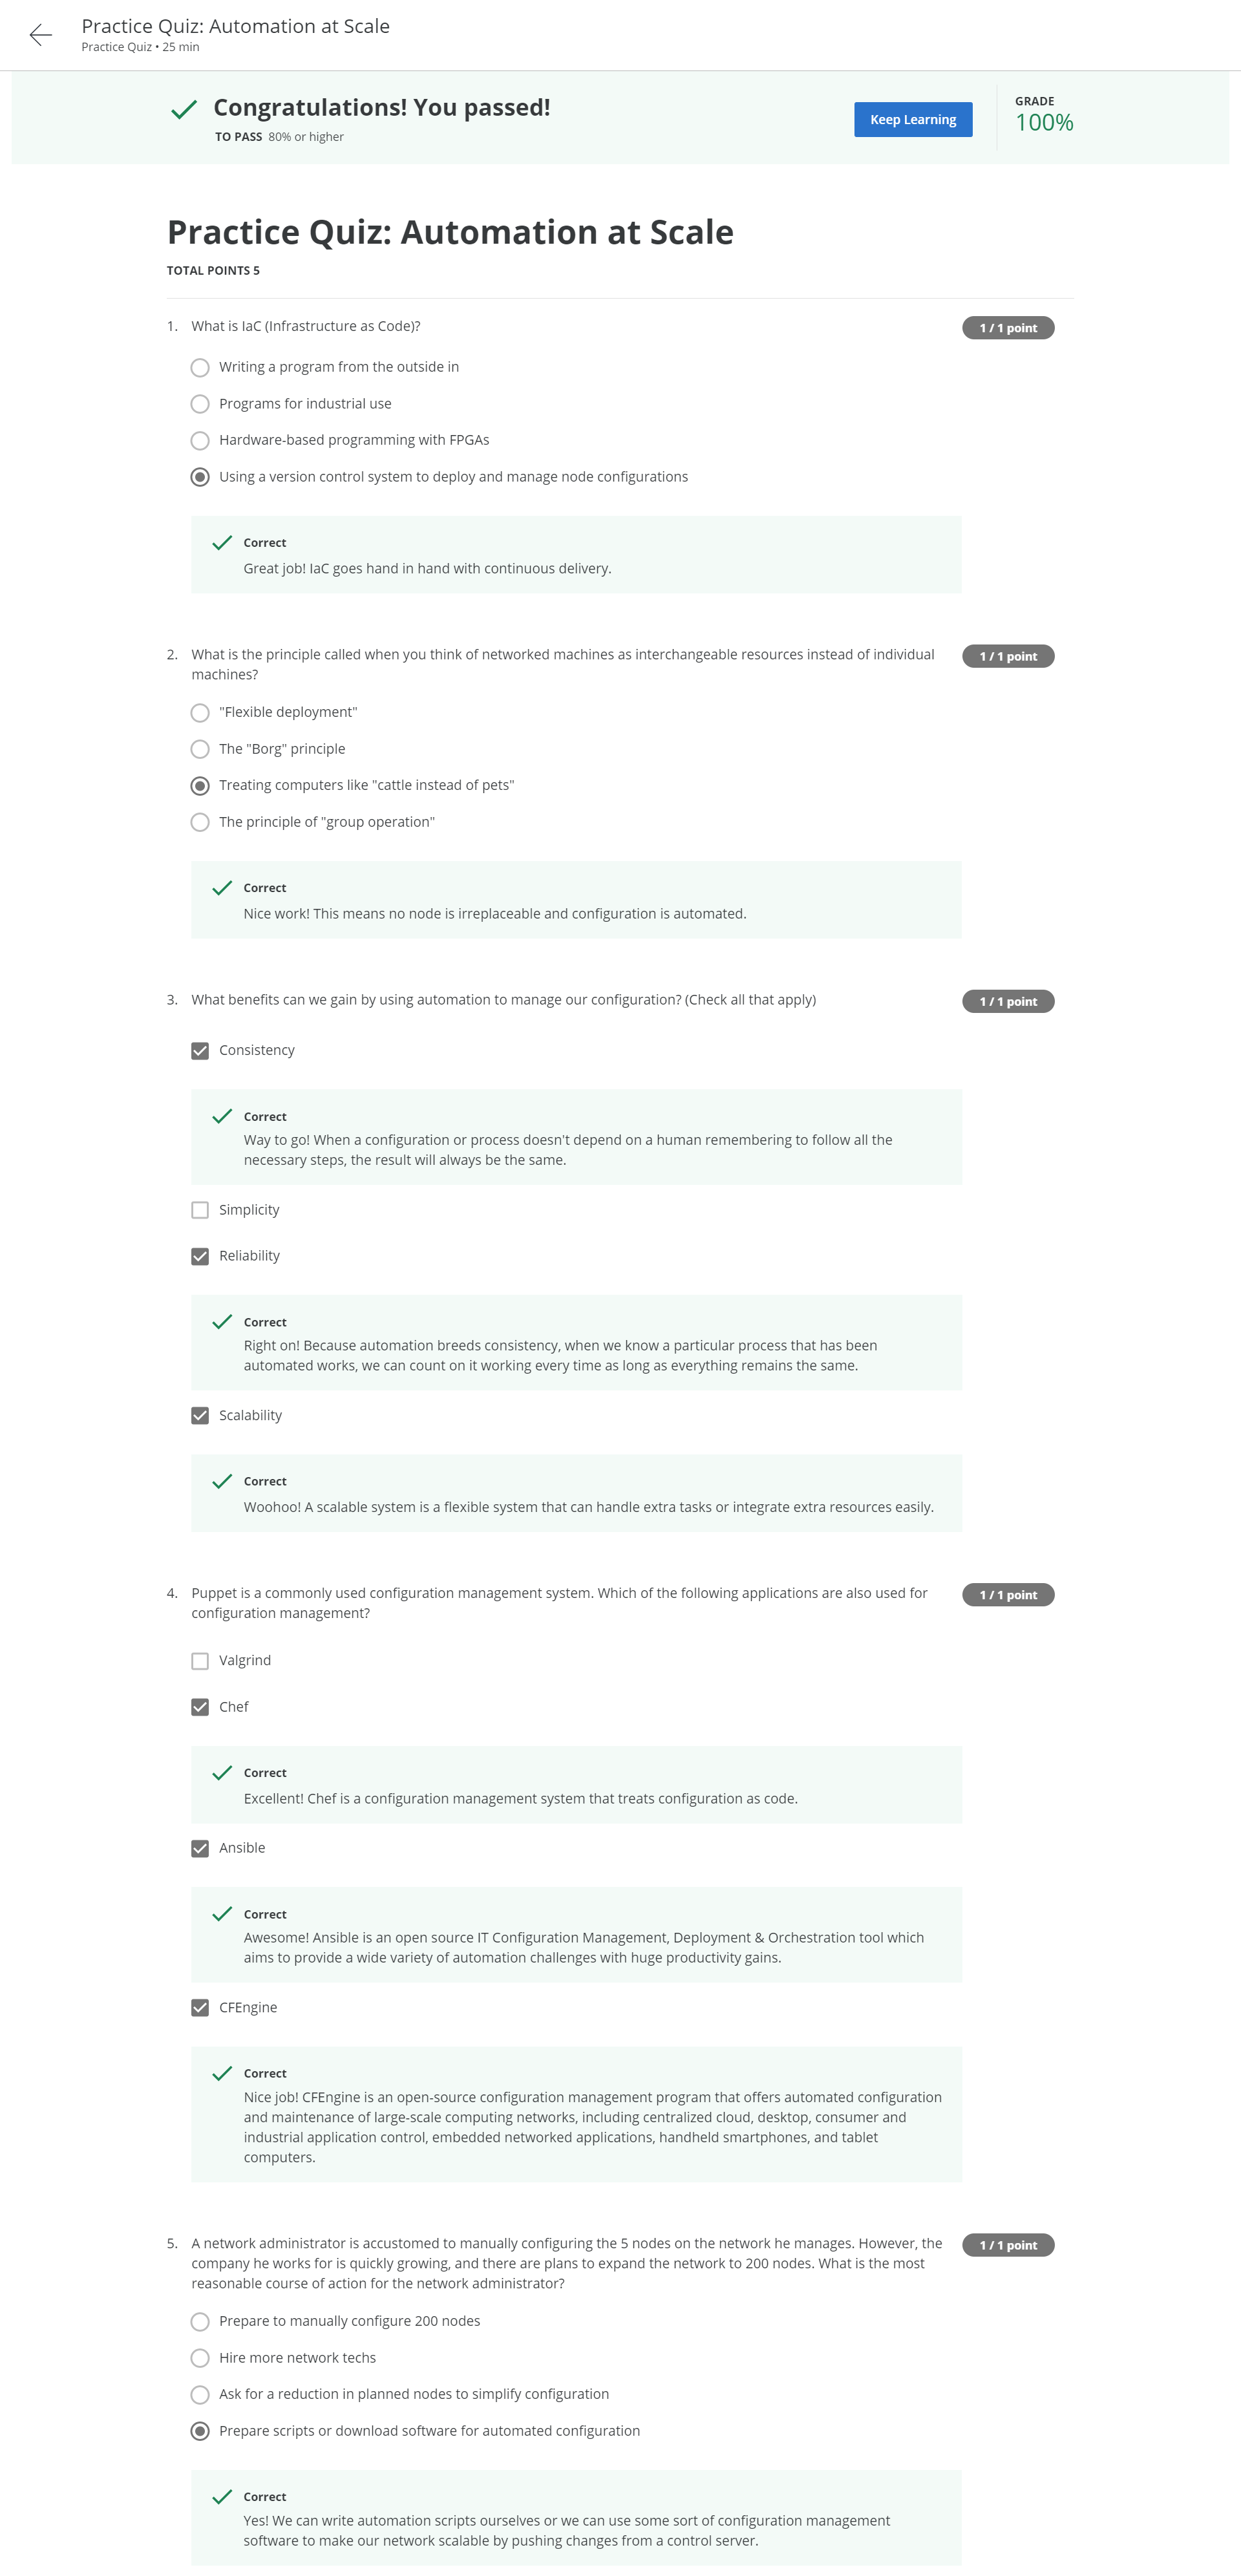 Practice Quiz: Automation at Scale
Practice Quiz • 25 min
Congratulations! You passed!
TO PASS 80% or higher
Keep Learning
GRADE
100%
Practice Quiz: Automation at Scale
TOTAL POINTS 5
1. What is IaC (Infrastructure as Code)?
1 / 1 point
Writing a program from the outside in
Programs for industrial use
Hardware-based programming with FPGAs
Using a version control system to deploy and manage node configurations
Correct
Great job! IaC goes hand in hand with continuous delivery.
2. What is the principle called when you think of networked machines as interchangeable resources instead of individual
machines?
1 / 1 point
"Flexible deployment"
The "Borg" principle
Treating computers like "cattle instead of pets"
The principle of "group operation"
Correct
Nice work! This means no node is irreplaceable and configuration is automated.
3. What benefits can we gain by using automation to manage our configuration? (Check all that apply)
1 / 1 point
Consistency
Correct
Way to go! When a configuration or process doesn't depend on a human remembering to follow all the
necessary steps, the result will always be the same.
Simplicity
Reliability
Correct
Right on! Because automation breeds consistency, when we know a particular process that has been
automated works, we can count on it working every time as long as everything remains the same.
Scalability
Correct
Woohoo! A scalable system is a flexible system that can handle extra tasks or integrate extra resources easily.
4. Puppet is a commonly used configuration management system. Which of the following applications are also used for
configuration management?
1 / 1 point
Valgrind
Chef
Correct
Excellent! Chef is a configuration management system that treats configuration as code.
Ansible
Correct
Awesome! Ansible is an open source IT Configuration Management, Deployment & Orchestration tool which
aims to provide a wide variety of automation challenges with huge productivity gains.
CFEngine
Correct
Nice job! CFEngine is an open-source configuration management program that offers automated configuration
and maintenance of large-scale computing networks, including centralized cloud, desktop, consumer and
industrial application control, embedded networked applications, handheld smartphones, and tablet
computers.
5. A network administrator is accustomed to manually configuring the 5 nodes on the network he manages. However, the
company he works for is quickly growing, and there are plans to expand the network to 200 nodes. What is the most
reasonable course of action for the network administrator?
1 / 1 point
Prepare to manually configure 200 nodes
Hire more network techs
Ask for a reduction in planned nodes to simplify configuration
Prepare scripts or download software for automated configuration
Correct
Yes! We can write automation scripts ourselves or we can use some sort of configuration management
software to make our network scalable by pushing changes from a control server.